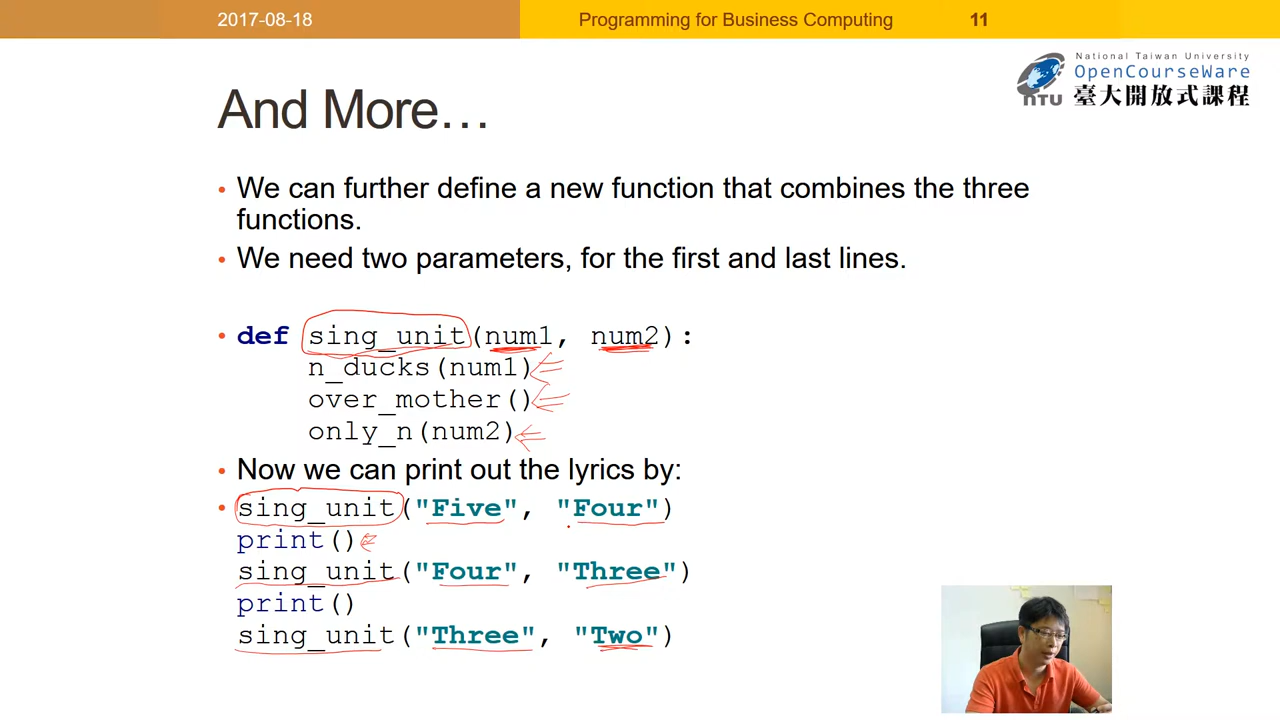 2017-08-18 Programming for Business Computing 11
National Taiwan University
OpenCourseWare
NTU 臺大開放式課程
And More…
• We can further define a new function that combines the three
functions.
• We need two parameters, for the first and last lines.
• def sing_unit(num1, num2):
n_ducks(num1)
over_mother()
only_n(num2)
• Now we can print out the lyrics by:
• sing_unit("Five", "Four")
print()
sing_unit("Four", "Three")
print()
sing_unit("Three", "Two")